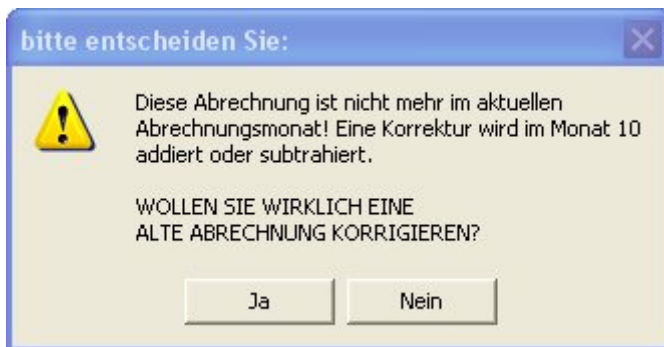 bitte entscheiden Sie:
Diese Abrechnung ist nicht mehr im aktuellen
Abrechnungsmonat! Eine Korrektur wird im Monat 10
addiert oder subtrahiert.
WOLLEN SIE WIRKLICH EINE
ALTE ABRECHNUNG KORRIGIEREN?
Ja
Nein